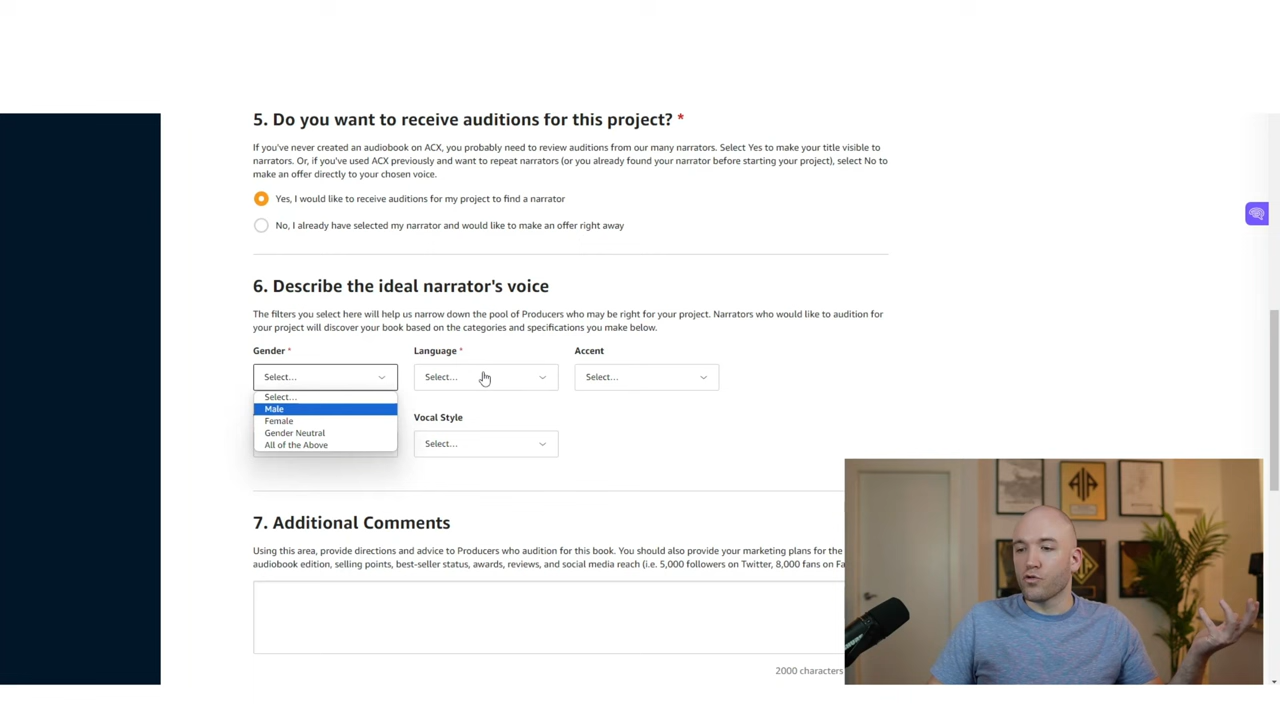 5. Do you want to receive auditions for this project? *
If you've never created an audiobook on ACX, you probably need to review auditions from our many narrators. Select Yes to make your title visible to
narrators. Or, if you've used ACX previously and want to repeat narrators (or you already found your narrator before starting your project), select No to
make an offer directly to your chosen voice.
Yes, I would like to receive auditions for my project to find a narrator
No, I already have selected my narrator and would like to make an offer right away
6. Describe the ideal narrator's voice
The filters you select here will help us narrow down the pool of Producers who may be right for your project. Narrators who would like to audition for
your project will discover your book based on the categories and specifications you make below.
Gender * Language * Accent
Select... Select... Select...
Select...
Male
Female Vocal Style
Gender Neutral
All of the Above Select...
7. Additional Comments
Using this area, provide directions and advice to Producers who audition for this book. You should also provide your marketing plans for the
audiobook edition, selling points, best-seller status, awards, reviews, and social media reach (i.e. 5,000 followers on Twitter, 8,000 fans on
2000 characters